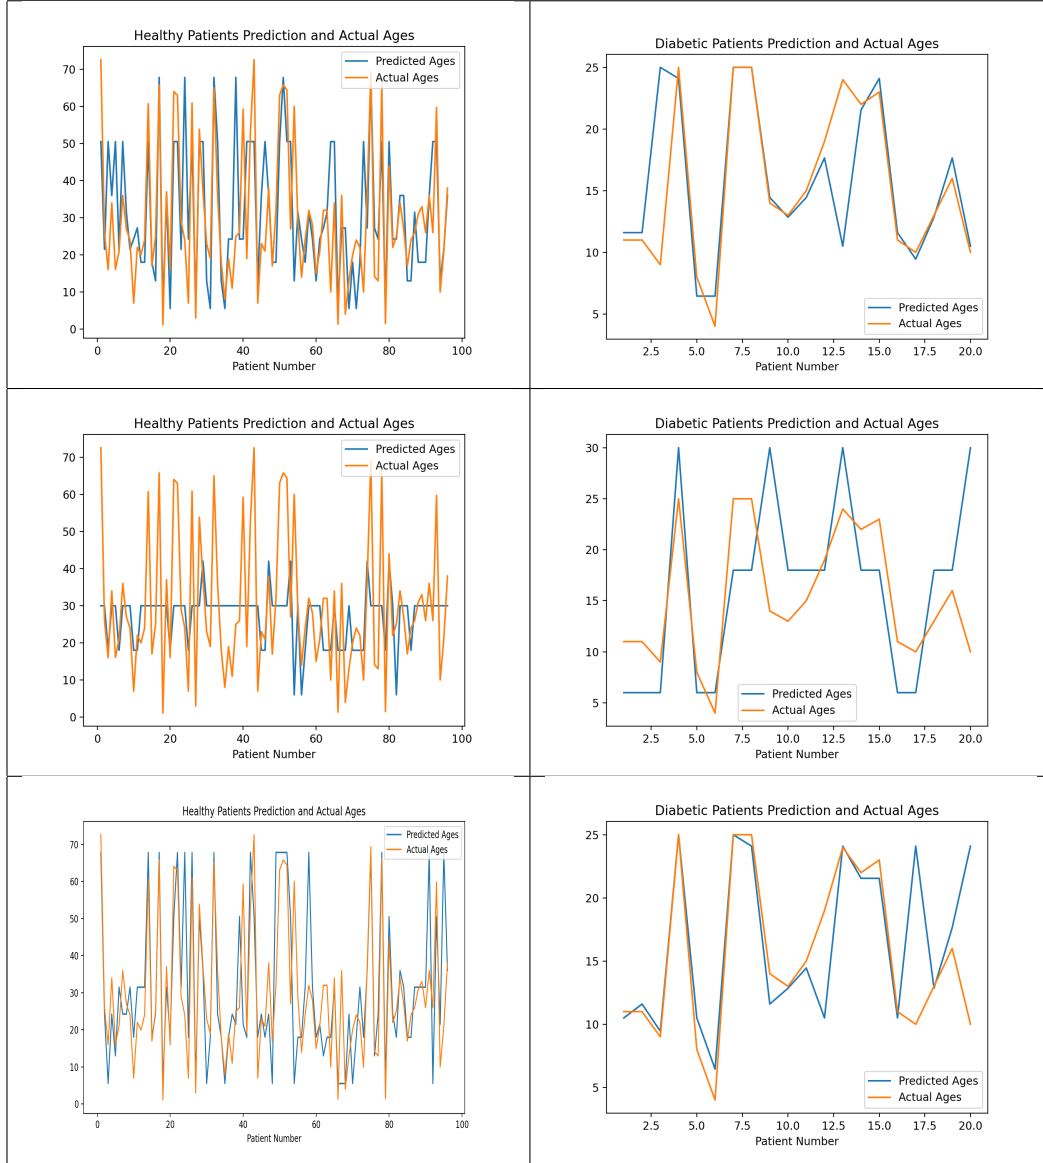 Healthy Patients Prediction and Actual Ages
Predicted Ages
Actual Ages
70
60
50
40
30
20
10
0
0 20 40 60 80 100
Patient Number
Diabetic Patients Prediction and Actual Ages
25
20
15
10
5
Predicted Ages
Actual Ages
2.5 5.0 7.5 10.0 12.5 15.0 17.5 20.0
Patient Number
Healthy Patients Prediction and Actual Ages
Predicted Ages
Actual Ages
70
60
50
40
30
20
10
0
0 20 40 60 80 100
Patient Number
Diabetic Patients Prediction and Actual Ages
30
25
20
15
10
5
Predicted Ages
Actual Ages
2.5 5.0 7.5 10.0 12.5 15.0 17.5 20.0
Patient Number
Healthy Patients Prediction and Actual Ages
Predicted Ages
Actual Ages
70
60
50
40
30
20
10
0
0 20 40 60 80 100
Patient Number
Diabetic Patients Prediction and Actual Ages
25
20
15
10
5
Predicted Ages
Actual Ages
2.5 5.0 7.5 10.0 12.5 15.0 17.5 20.0
Patient Number